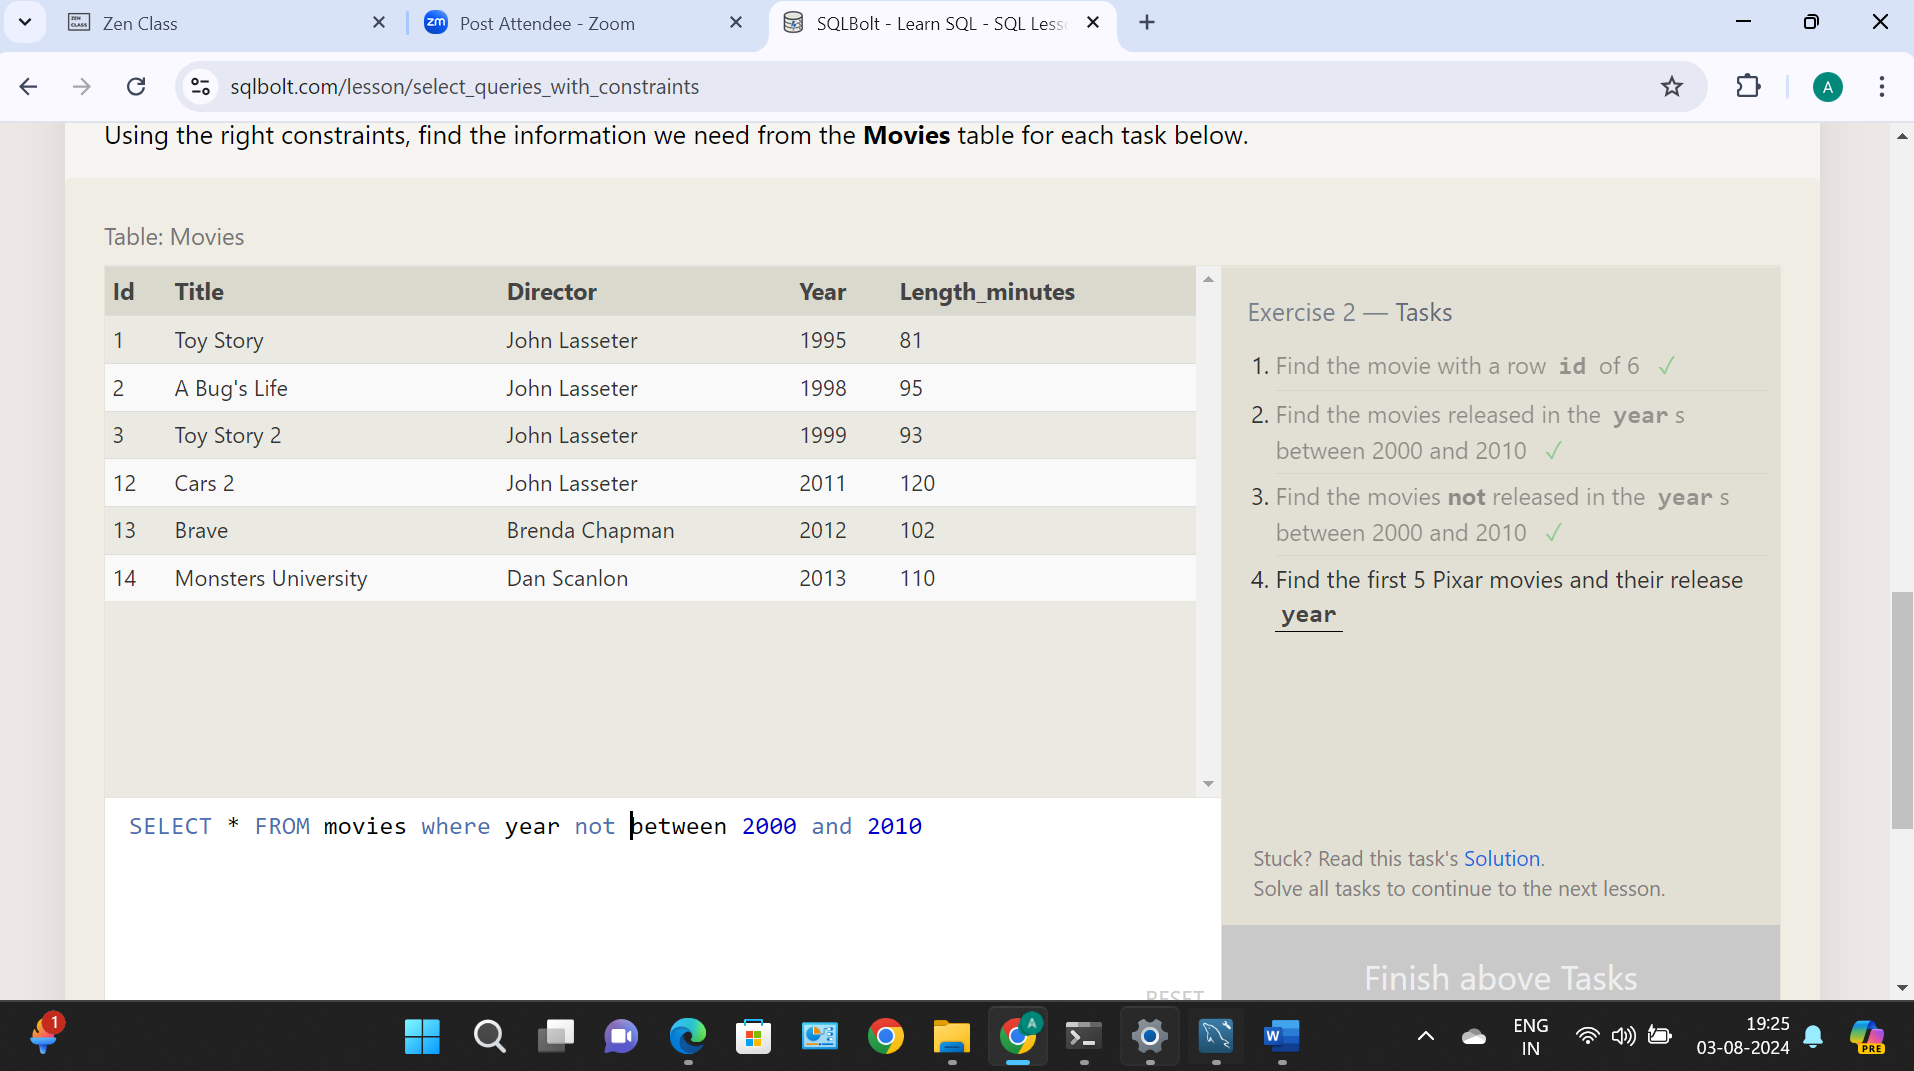 Zen Class
zm Post Attendee - Zoom
SQLBolt - Learn SQL - SQL Less
sqlbolt.com/lesson/select_queries_with_constraints
A
Using the right constraints, find the information we need from the Movies table for each task below.
Table: Movies
Id Title Director Year Length_minutes
1 Toy Story John Lasseter 1995 81
2 A Bug's Life John Lasseter 1998 95
3 Toy Story 2 John Lasseter 1999 93
12 Cars 2 John Lasseter 2011 120
13 Brave Brenda Chapman 2012 102
14 Monsters University Dan Scanlon 2013 110
Exercise 2 — Tasks
1. Find the movie with a row id of 6 ✓
2. Find the movies released in the year s
between 2000 and 2010 ✓
3. Find the movies not released in the year s
between 2000 and 2010 ✓
4. Find the first 5 Pixar movies and their release
year
SELECT * FROM movies where year not between 2000 and 2010
Stuck? Read this task's Solution.
Solve all tasks to continue to the next lesson.
RESET
Finish above Tasks
1
A
W
ENG
IN
19:25
03-08-2024
PRE